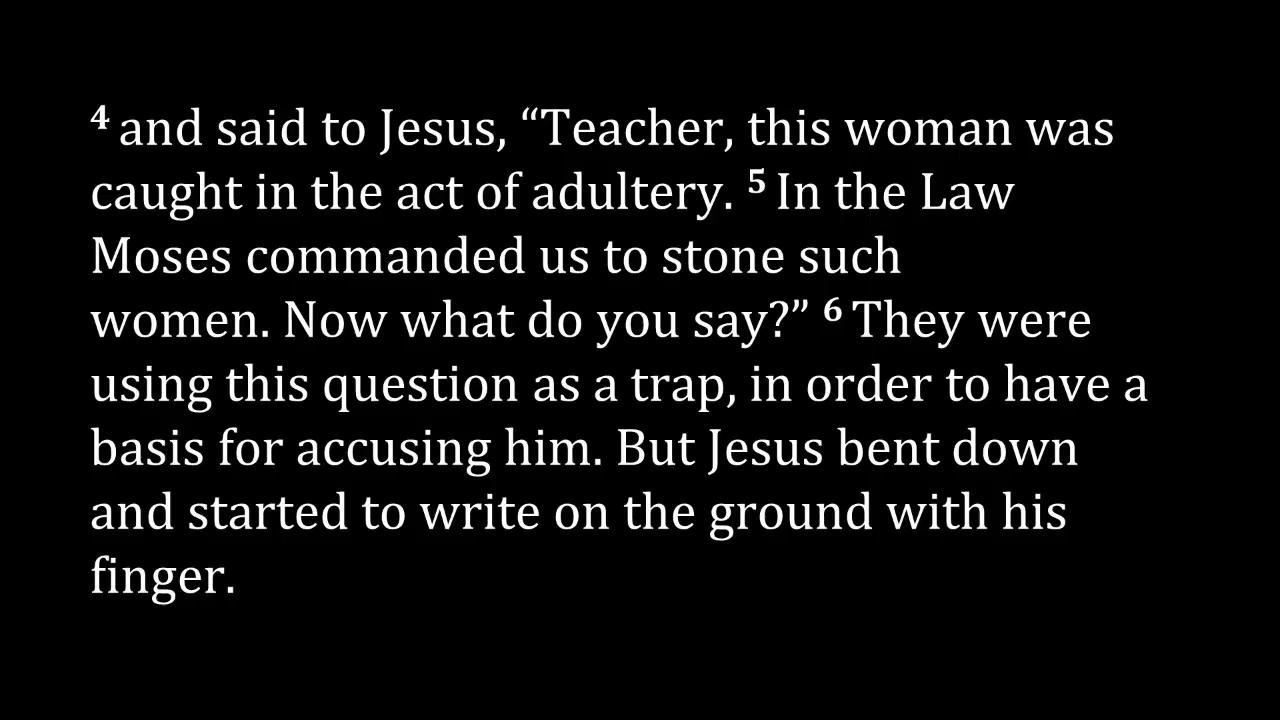 4 and said to Jesus, “Teacher, this woman was
caught in the act of adultery. 5 In the Law
Moses commanded us to stone such
women. Now what do you say?” 6 They were
using this question as a trap, in order to have a
basis for accusing him. But Jesus bent down
and started to write on the ground with his
finger.